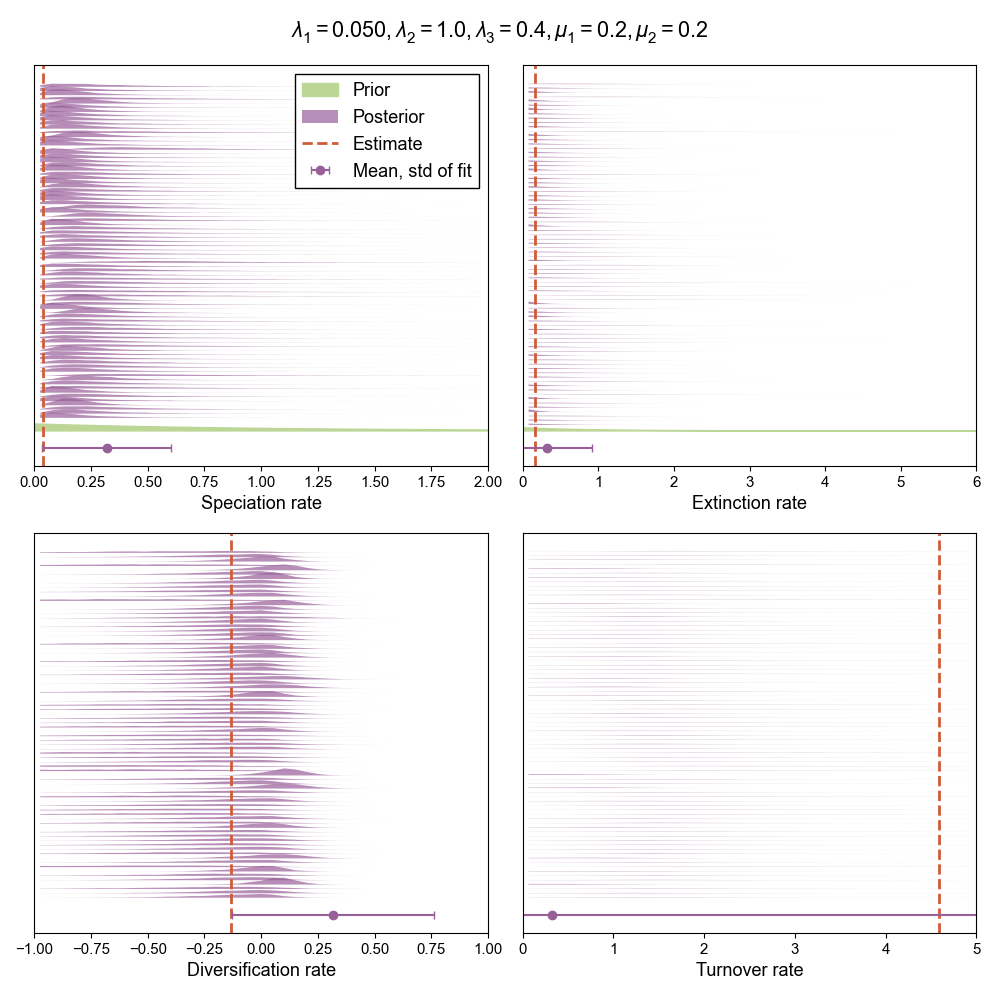 λ₁ = 0.050, λ₂ = 1.0, λ₃ = 0.4, μ₁ = 0.2, μ₂ = 0.2
Prior
Posterior
Estimate
Mean, std of fit
0.00 0.25 0.50 0.75 1.00 1.25 1.50 1.75 2.00
Speciation rate
0 1 2 3 4 5 6
Extinction rate
−1.00 −0.75 −0.50 −0.25 0.00 0.25 0.50 0.75 1.00
Diversification rate
0 1 2 3 4 5
Turnover rate